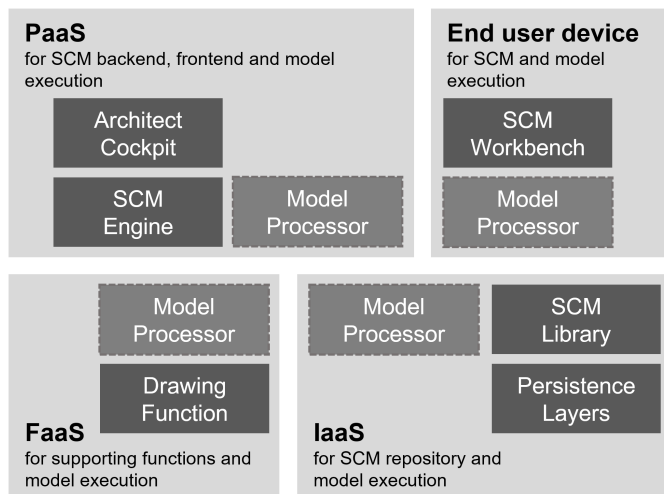 PaaS
for SCM backend, frontend and model
execution
Architect
Cockpit
SCM
Engine
Model
Processor
End user device
for SCM and model
execution
SCM
Workbench
Model
Processor
Model
Processor
Drawing
Function
FaaS
for supporting functions and
model execution
Model
Processor
SCM
Library
Persistence
Layers
IaaS
for SCM repository and
model execution